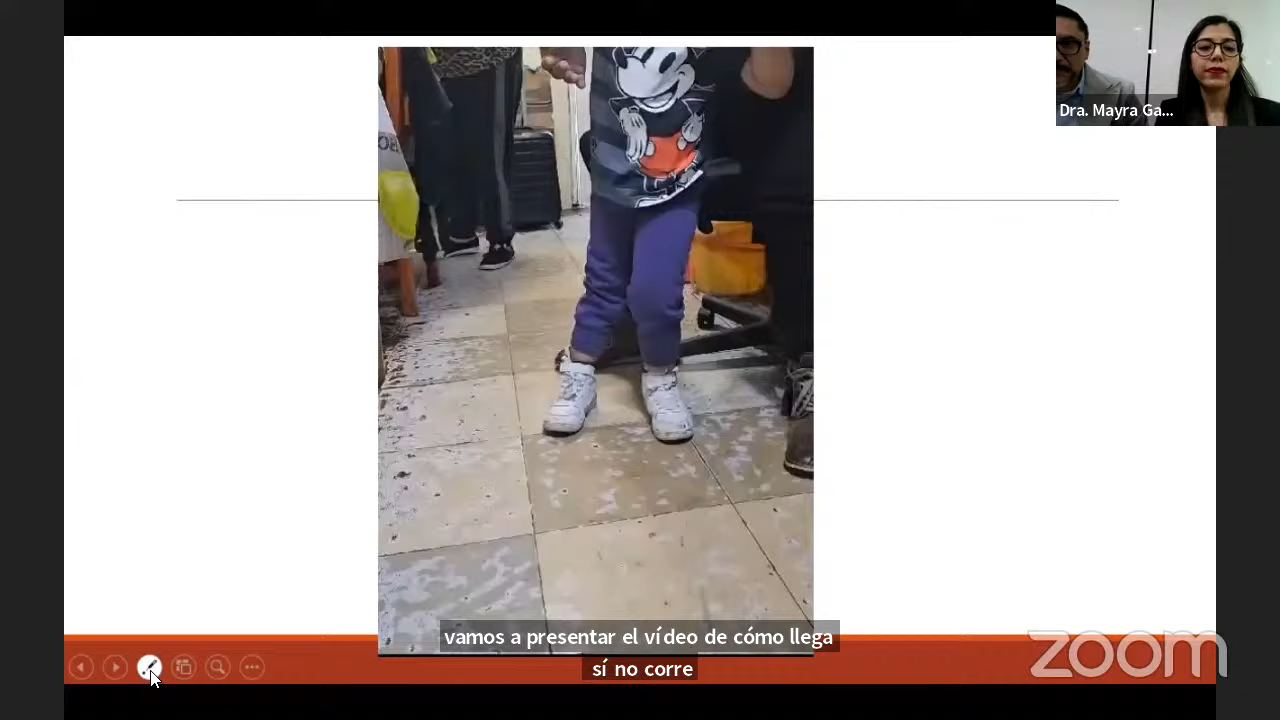 Dra. Mayra Ga...
vamos a presentar el vídeo de cómo llega
sí no corre
zoom